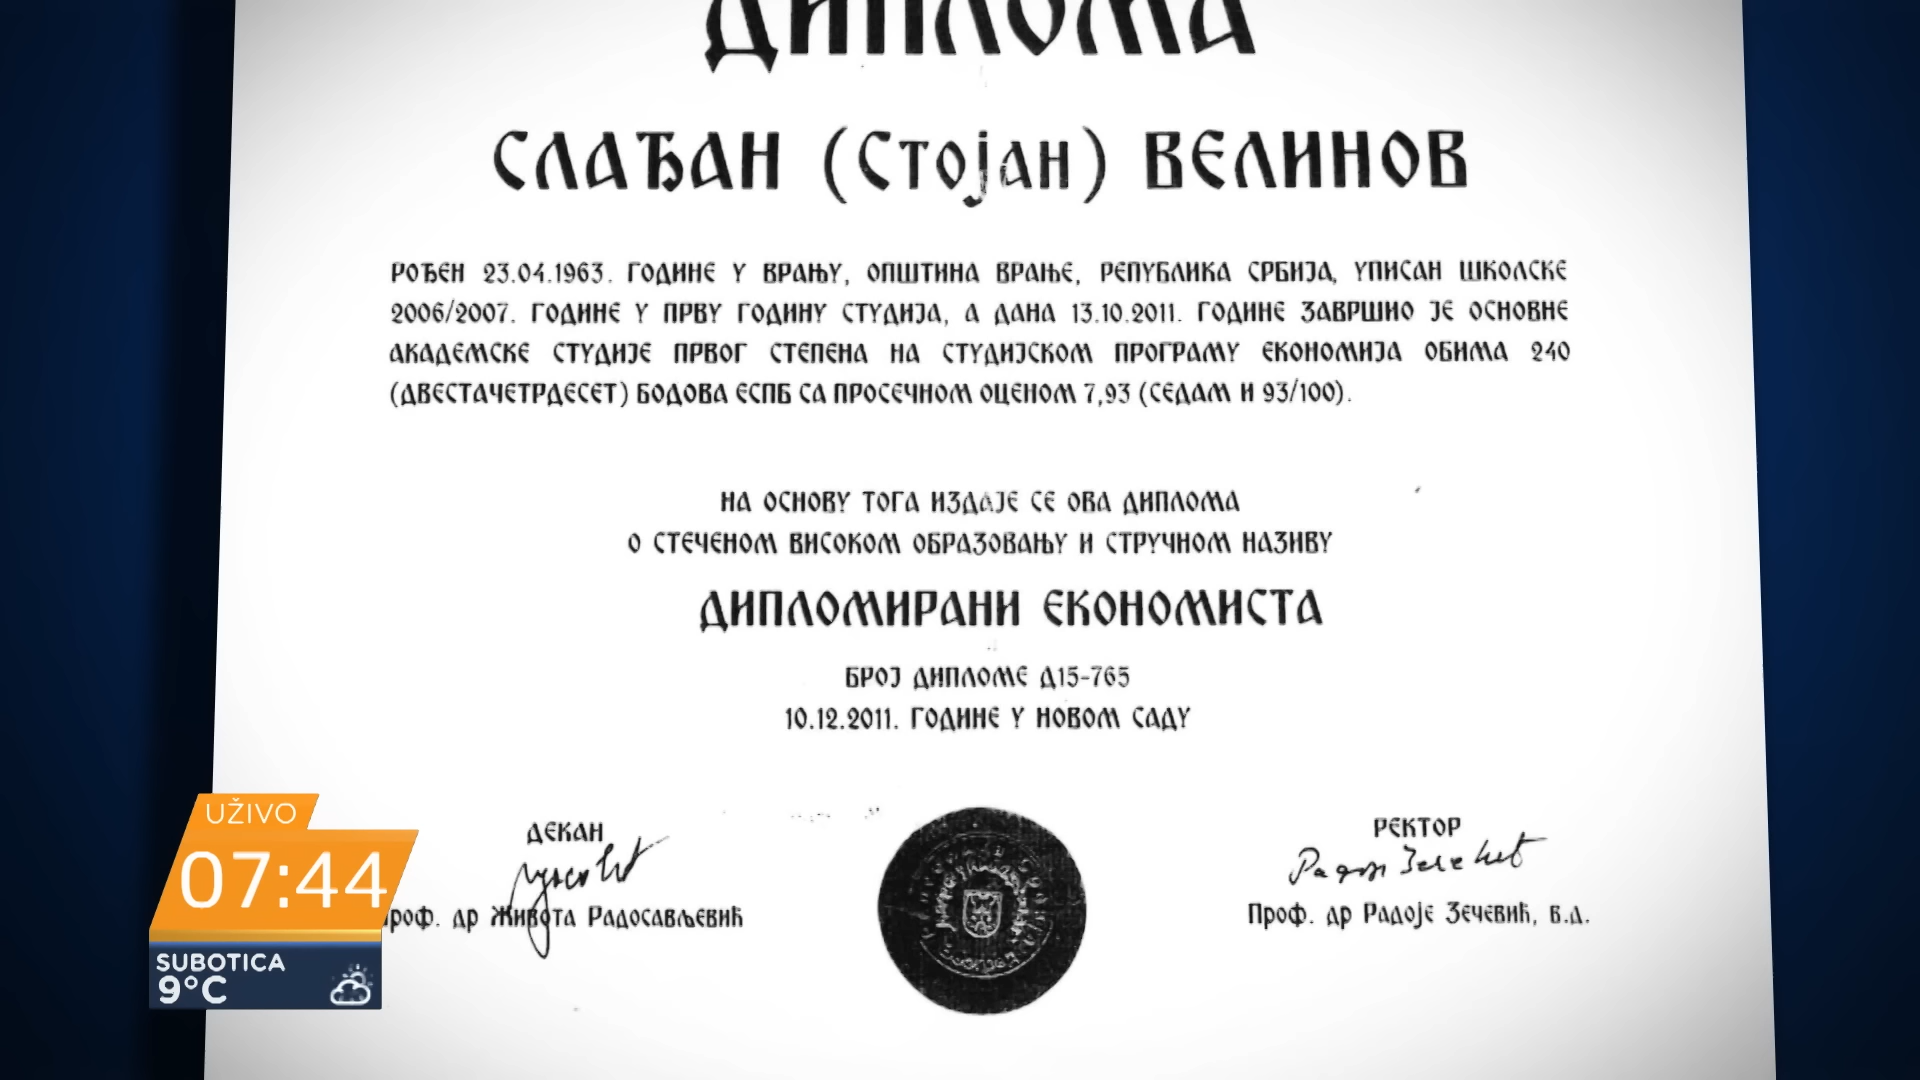 ДИПЛОМА
СЛАЂАН (Стојан) ВЕЛИНОВ
РОЂЕН 23.04.1963. ГОДИНЕ У ВРАЊУ, ОПШТИНА ВРАЊЕ, РЕПУБЛИКА СРБИЈА, УПИСАН ШКОЛСКЕ
2006/2007. ГОДИНЕ У ПРВУ ГОДИНУ СТУДИЈА, А ДАНА 13.10.2011. ГОДИНЕ ЗАВРШИО ЈЕ ОСНОВНЕ
АКАДЕМСКЕ СТУДИЈЕ ПРВОГ СТЕПЕНА НА СТУДИЈСКОМ ПРОГРАМУ ЕКОНОМИЈА ОБИМА 240
(ДВЕСТАЧЕТРДЕСЕТ) БОДОВА ЕСПБ СА ПРОСЕЧНОМ ОЦЕНОМ 7,93 (СЕДАМ И 93/100).
НА ОСНОВУ ТОГА ИЗДАЈЕ СЕ ОВА ДИПЛОМА
О СТЕЧЕНОМ ВИСОКОМ ОБРАЗОВАЊУ И СТРУЧНОМ НАЗИВУ
ДИПЛОМИРАНИ ЕКОНОМИСТА
БРОЈ ДИПЛОМЕ Д15-765
10.12.2011. ГОДИНЕ У НОВОМ САДУ
ДЕКАН
Проф. др Живота Радосављевић
РЕКТОР
Радоје Зечевић
Проф. др Радоје Зечевић, в.д.
UŽIVO
07:44
SUBOTICA
9°C